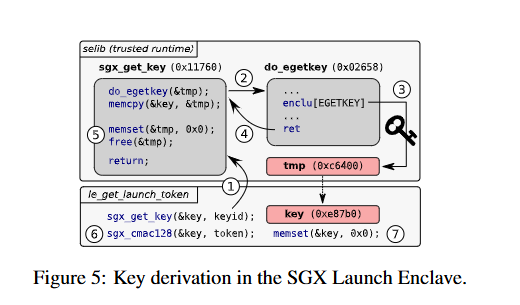 selib (trusted runtime)
sgx_get_key (0x11760)
do_egetkey(&tmp);
memcpy(&key, &tmp);
memset(&tmp, 0x0);
free(&tmp);
return;
do_egetkey (0x02658)
...
enclu[EGETKEY]
...
ret
1
2
3
4
5
tmp (0xc6400)
le_get_launch_token
sgx_get_key(&key, keyid);
6
sgx_cmac128(&key, token);
key (0xe87b0)
memset(&key, 0x0);
7
Figure 5: Key derivation in the SGX Launch Enclave.